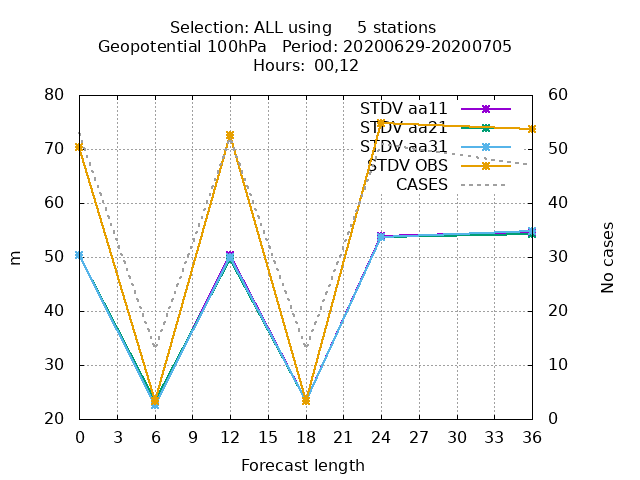 Selection: ALL using     5 stations
Geopotential 100hPa   Period: 20200629-20200705
Hours:  00,12
80
70
60
50
40
30
20
m
60
50
40
30
20
10
0
No cases
STDV aa11
STDV aa21
STDV aa31
STDV OBS
CASES
0 3 6 9 12 15 18 21 24 27 30 33 36
Forecast length